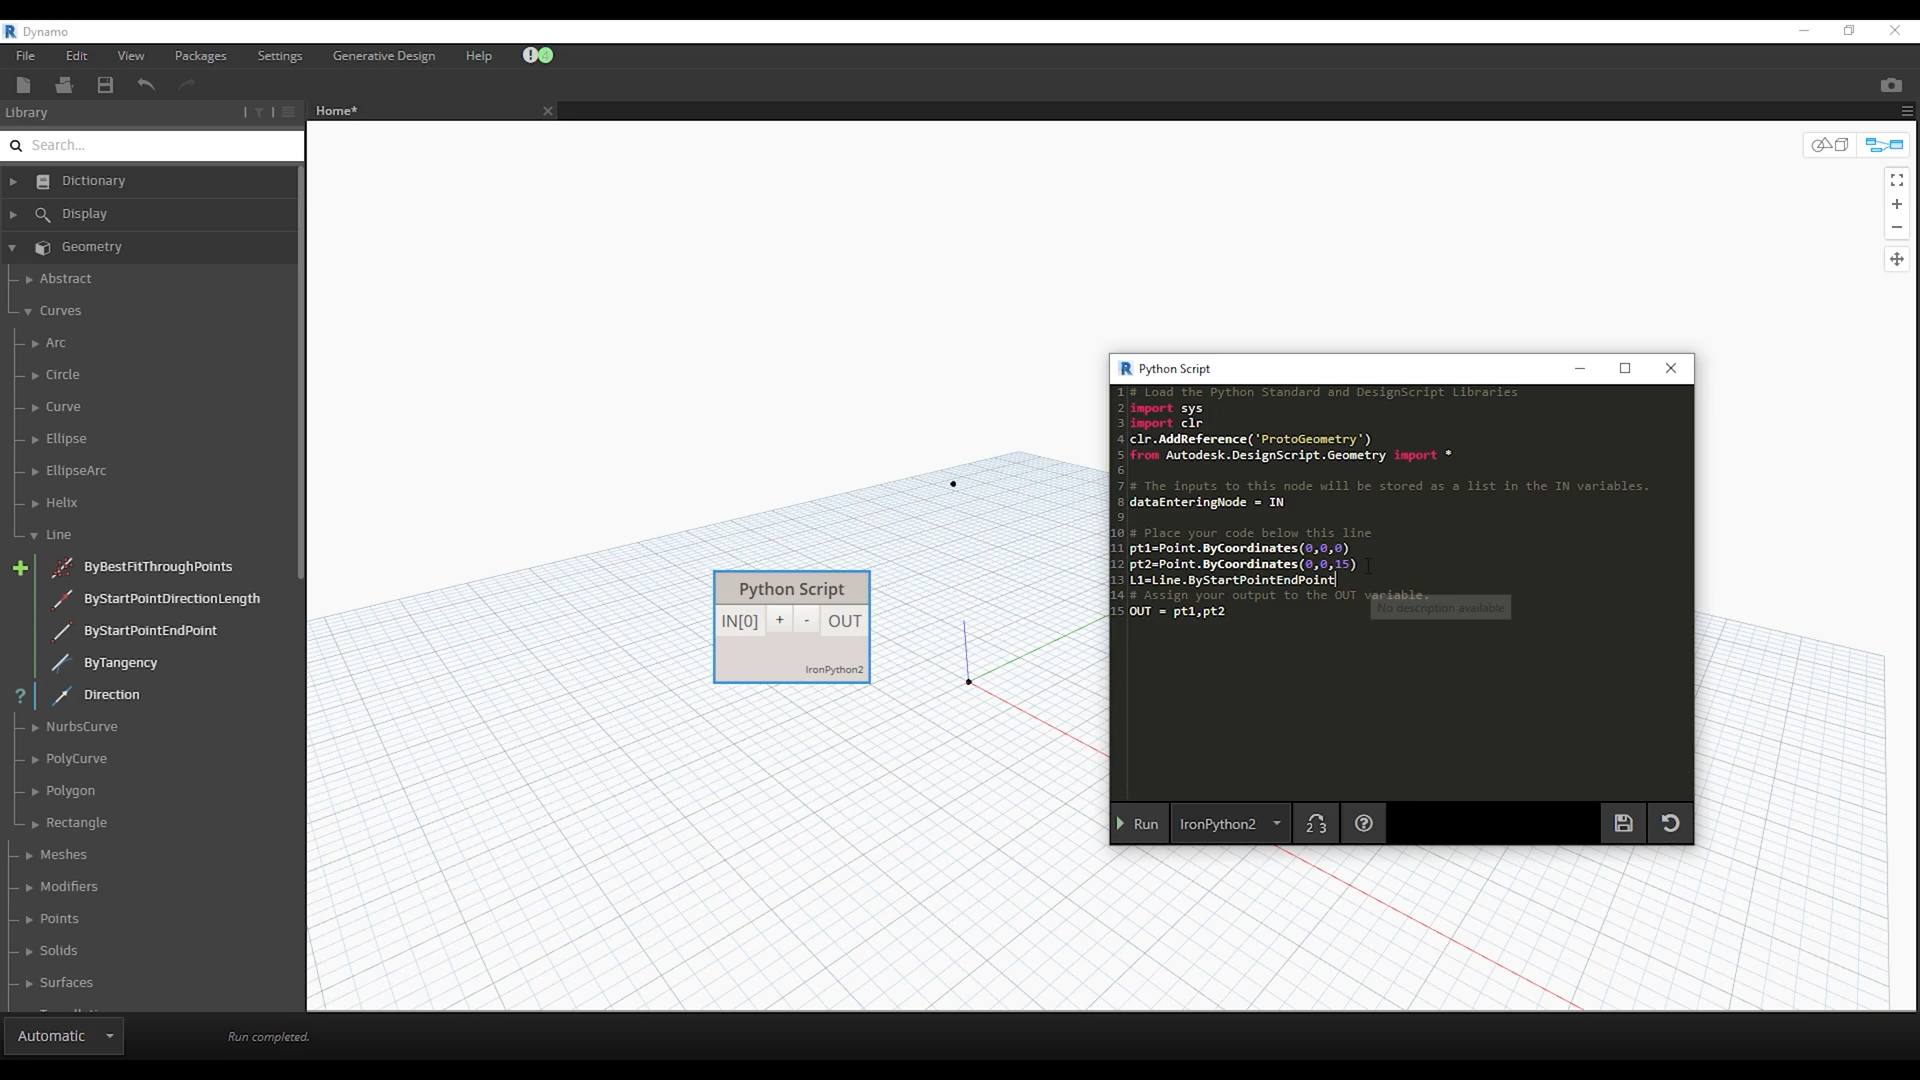 Dynamo
File Edit View Packages Settings Generative Design Help
Library
Home*
Search...
Dictionary
Display
Geometry
Abstract
Curves
Arc
Circle
Curve
Ellipse
EllipseArc
Helix
Line
ByBestFitThroughPoints
ByStartPointDirectionLength
ByStartPointEndPoint
ByTangency
Direction
NurbsCurve
PolyCurve
Polygon
Rectangle
Meshes
Modifiers
Points
Solids
Surfaces
Python Script
IN[0] + - OUT
IronPython2
Python Script
1 # Load the Python Standard and DesignScript Libraries
2 import sys
3 import clr
4 clr.AddReference('ProtoGeometry')
5 from Autodesk.DesignScript.Geometry import *
6
7 # The inputs to this node will be stored as a list in the IN variables.
8 dataEnteringNode = IN
9
10 # Place your code below this line
11 pt1=Point.ByCoordinates(0,0,0)
12 pt2=Point.ByCoordinates(0,0,15)
13 L1=Line.ByStartPointEndPoint
14 # Assign your output to the OUT variable.
No description available
15 OUT = pt1,pt2
Run IronPython2 2 3
Automatic Run completed.